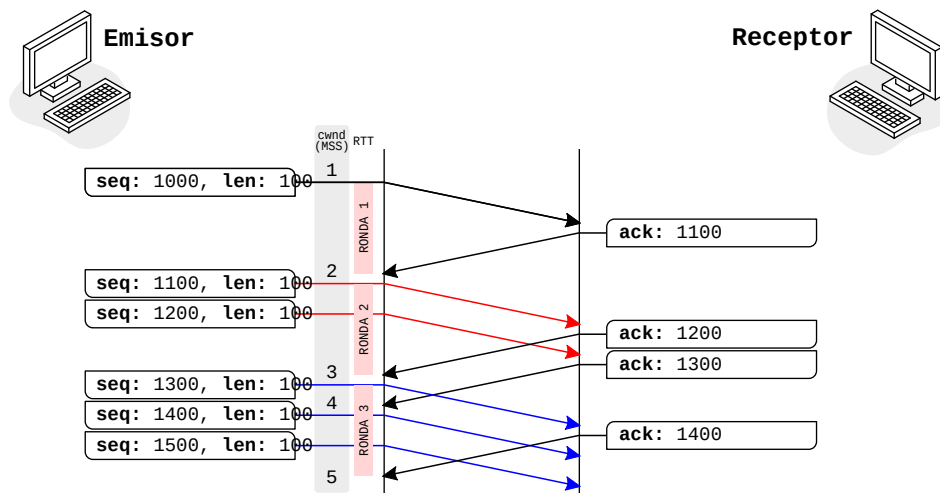 Emisor
Receptor
cwnd
(MSS)
RTT
1
seq: 1000, len: 100
RONDA 1
ack: 1100
2
seq: 1100, len: 100
seq: 1200, len: 100
RONDA 2
ack: 1200
ack: 1300
3
seq: 1300, len: 100
4
seq: 1400, len: 100
RONDA 3
ack: 1400
seq: 1500, len: 100
5